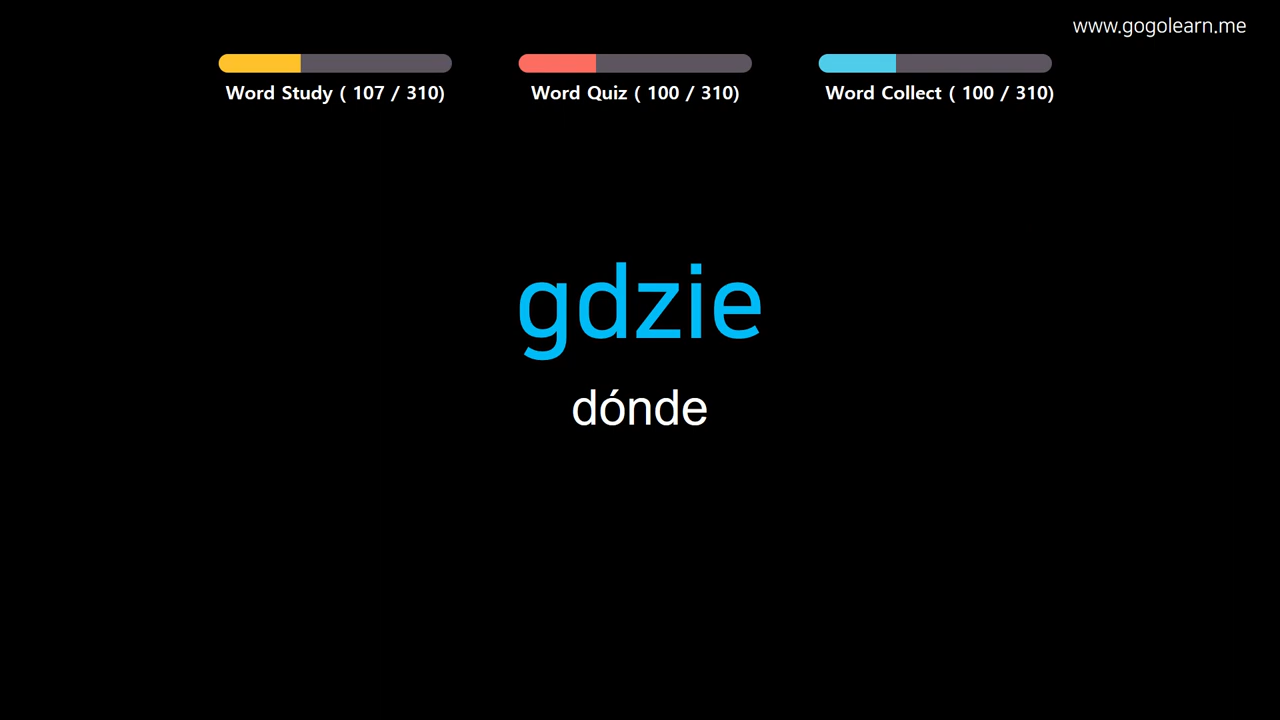 www.gogolearn.me
Word Study ( 107 / 310)
Word Quiz ( 100 / 310)
Word Collect ( 100 / 310)
gdzie
dónde